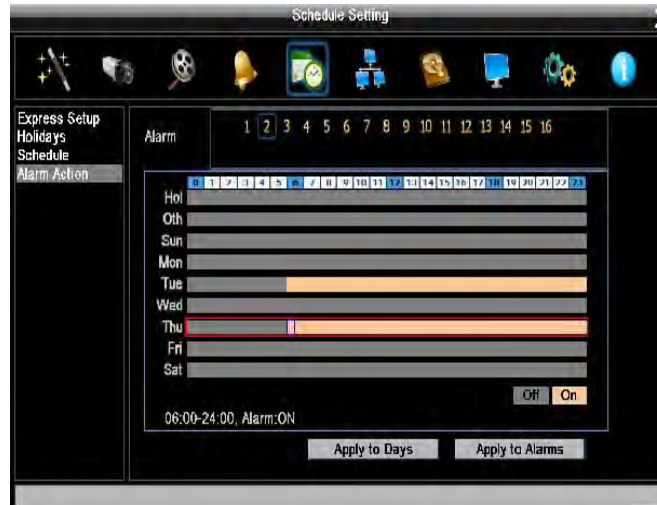 Schedule Setting
Express Setup
Holidays
Schedule
Alarm Action
Alarm
1 2 3 4 5 6 7 8 9 10 11 12 13 14 15 16
0 1 2 3 4 5 6 7 8 9 10 11 12 13 14 15 16 17 18 19 20 21 22 23
Hol
Oth
Sun
Mon
Tue
Wed
Thu
Fri
Sat
Off On
06:00-24:00, Alarm:ON
Apply to Days Apply to Alarms